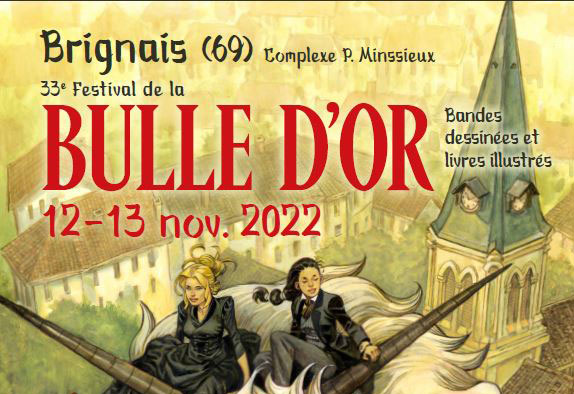 Brignais (69) Complexe P. Minssieux
33e Festival de la
BULLE D'OR
Bandes
dessinées et
livres illustrés
12-13 nov. 2022